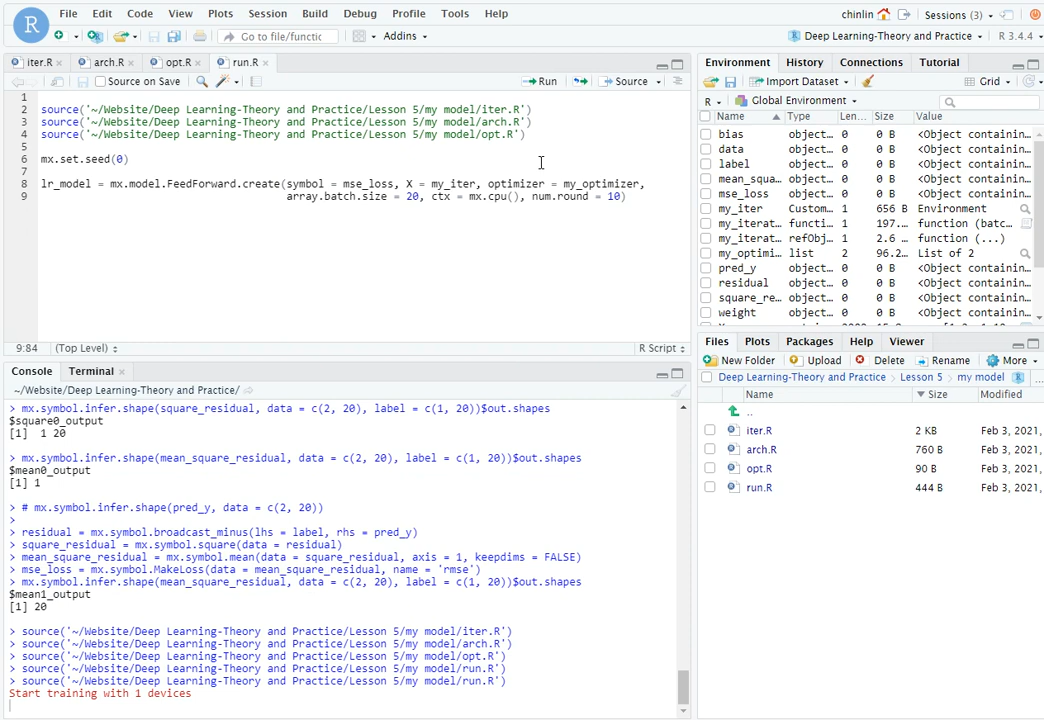 R File Edit Code View Plots Session Build Debug Profile Tools Help chinlin Sessions (3)
Go to file/functic Addins Deep Learning-Theory and Practice R 3.4.4
iter.R × arch.R × opt.R × run.R ×
Source on Save Run Source
1
2 source('~/Website/Deep Learning-Theory and Practice/Lesson 5/my model/iter.R')
3 source('~/Website/Deep Learning-Theory and Practice/Lesson 5/my model/arch.R')
4 source('~/Website/Deep Learning-Theory and Practice/Lesson 5/my model/opt.R')
5
6 mx.set.seed(0)
7
8 lr_model = mx.model.FeedForward.create(symbol = mse_loss, X = my_iter, optimizer = my_optimizer,
9 array.batch.size = 20, ctx = mx.cpu(), num.round = 10)
9:84 (Top Level) R Script
Console Terminal ×
~/Website/Deep Learning-Theory and Practice/
> mx.symbol.infer.shape(square_residual, data = c(2, 20), label = c(1, 20))$out.shapes
$square0_output
[1] 1 20
> mx.symbol.infer.shape(mean_square_residual, data = c(2, 20), label = c(1, 20))$out.shapes
$mean0_output
[1] 1
> # mx.symbol.infer.shape(pred_y, data = c(2, 20))
>
> residual = mx.symbol.broadcast_minus(lhs = label, rhs = pred_y)
> square_residual = mx.symbol.square(data = residual)
> mean_square_residual = mx.symbol.mean(data = square_residual, axis = 1, keepdims = FALSE)
> mse_loss = mx.symbol.MakeLoss(data = mean_square_residual, name = 'rmse')
> mx.symbol.infer.shape(mean_square_residual, data = c(2, 20), label = c(1, 20))$out.shapes
$mean1_output
[1] 20
> source('~/Website/Deep Learning-Theory and Practice/Lesson 5/my model/iter.R')
> source('~/Website/Deep Learning-Theory and Practice/Lesson 5/my model/arch.R')
> source('~/Website/Deep Learning-Theory and Practice/Lesson 5/my model/opt.R')
> source('~/Website/Deep Learning-Theory and Practice/Lesson 5/my model/run.R')
> source('~/Website/Deep Learning-Theory and Practice/Lesson 5/my model/run.R')
Start training with 1 devices
Environment History Connections Tutorial
Import Dataset Grid
R Global Environment
Name Type Len... Size Value
bias object... 0 0 B <Object containin...
data object... 0 0 B <Object containin...
label object... 0 0 B <Object containin...
mean_squa... object... 0 0 B <Object containin...
mse_loss object... 0 0 B <Object containin...
my_iter Custom... 1 656 B Environment
my_iterat... functi... 1 197... function (batc...
my_iterat... refObj... 1 2.6 ... function (...)
my_optimi... list 2 96.2... List of 2
pred_y object... 0 0 B <Object containin...
residual object... 0 0 B <Object containin...
square_re... object... 0 0 B <Object containin...
weight object... 0 0 B <Object containin...
Files Plots Packages Help Viewer
New Folder Upload Delete Rename More
Deep Learning-Theory and Practice Lesson 5 my model ...
Name Size Modified
..
iter.R 2 KB Feb 3, 2021,
arch.R 760 B Feb 3, 2021,
opt.R 90 B Feb 3, 2021,
run.R 444 B Feb 3, 2021,